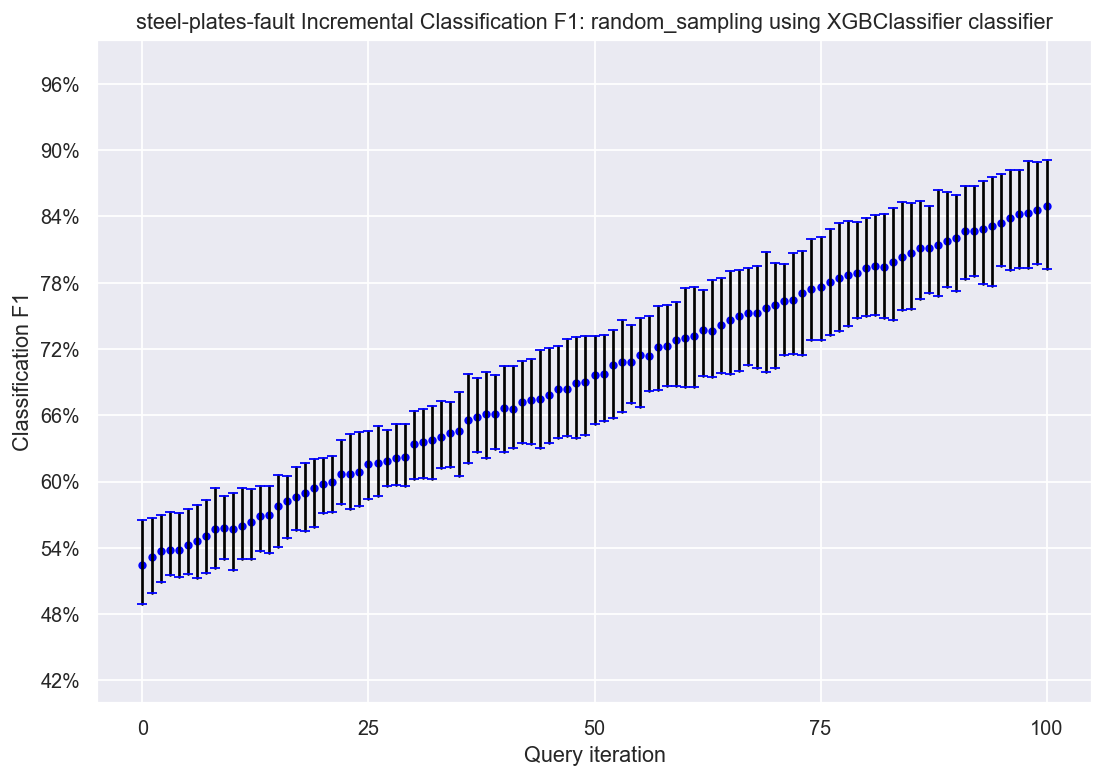 steel-plates-fault Incremental Classification F1: random_sampling using XGBClassifier classifier
96%
90%
84%
78%
72%
66%
60%
54%
48%
42%
Classification F1
0 25 50 75 100
Query iteration